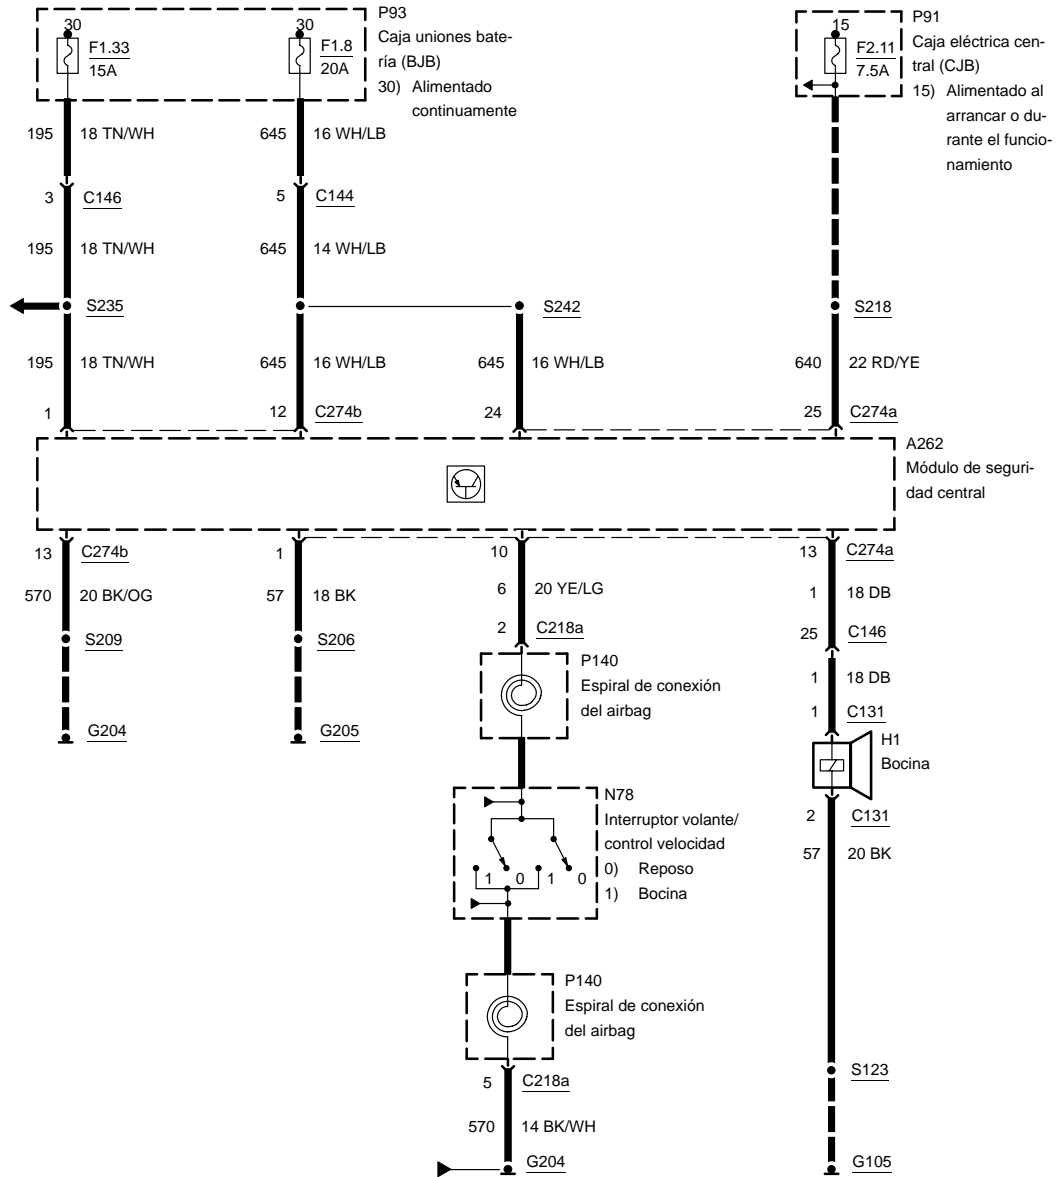 P93
Caja uniones bate-
ría (BJB)
30) Alimentado
continuamente
30
F1.33
15A
30
F1.8
20A
P91
Caja eléctrica cen-
tral (CJB)
15) Alimentado al
arrancar o du-
rante el funcio-
namiento
15
F2.11
7.5A
195 18 TN/WH
645 16 WH/LB
3 C146
5 C144
195 18 TN/WH
645 14 WH/LB
S235
S242
S218
195 18 TN/WH
645 16 WH/LB
645 16 WH/LB
640 22 RD/YE
1
12 C274b
24
25 C274a
A262
Módulo de seguri-
dad central
13 C274b
1
10
13 C274a
570 20 BK/OG
57 18 BK
6 20 YE/LG
1 18 DB
S209
S206
2 C218a
25 C146
P140
Espiral de conexión
del airbag
1 18 DB
1 C131
G204
G205
H1
Bocina
N78
Interruptor volante/
control velocidad
0) Reposo
1) Bocina
1 0 1 0
2 C131
57 20 BK
P140
Espiral de conexión
del airbag
5 C218a
S123
570 14 BK/WH
G204
G105